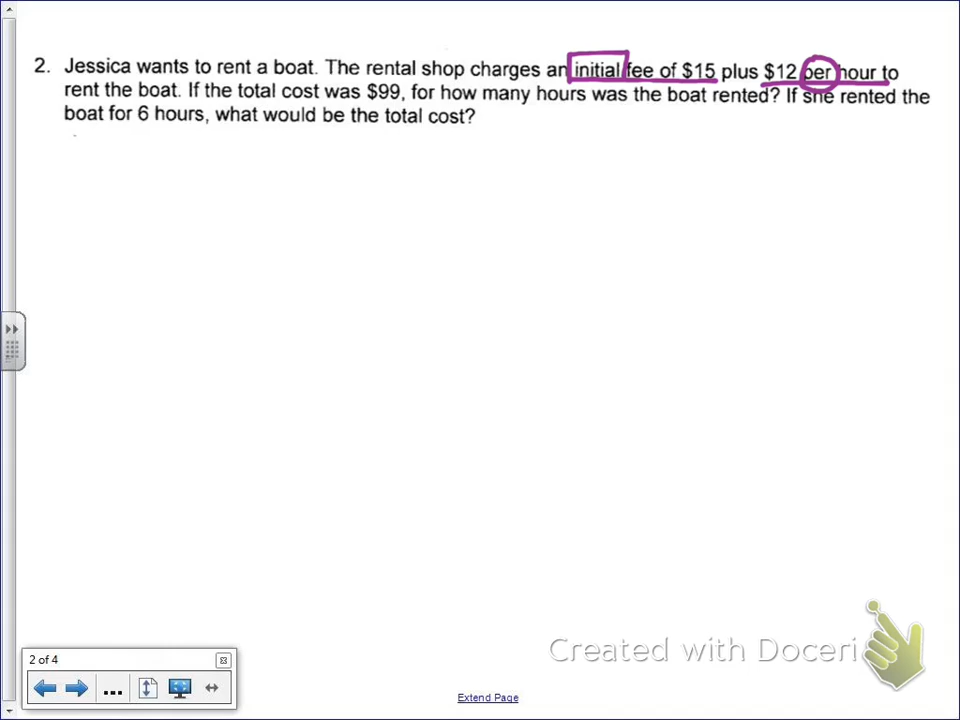 2. Jessica wants to rent a boat. The rental shop charges an initial fee of $15 plus $12 per hour to
rent the boat. If the total cost was $99, for how many hours was the boat rented? If she rented the
boat for 6 hours, what would be the total cost?
Created with Doceri
2 of 4
...
Extend Page